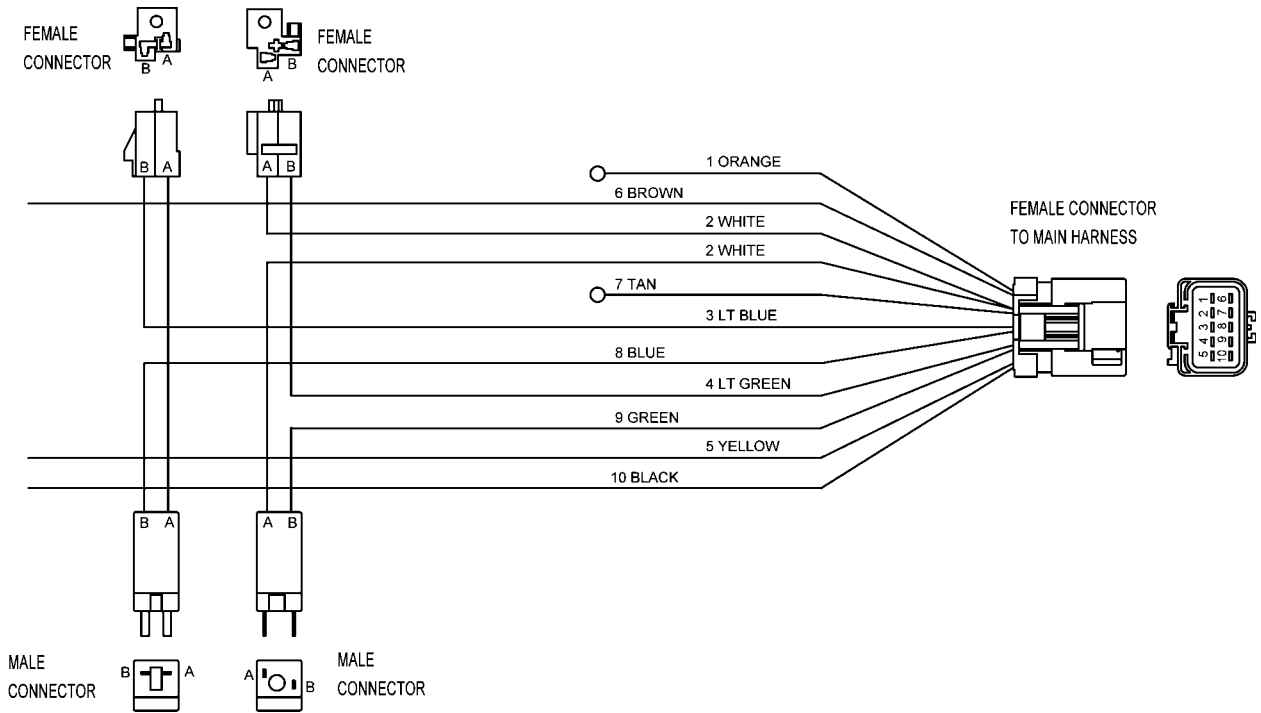 FEMALE
CONNECTOR
B A
FEMALE
CONNECTOR
A B
B A
A B
1 ORANGE
6 BROWN
2 WHITE
2 WHITE
7 TAN
3 LT BLUE
8 BLUE
4 LT GREEN
9 GREEN
5 YELLOW
10 BLACK
FEMALE CONNECTOR
TO MAIN HARNESS
1 6
2 7
3 8
4 9
5 10
B A
A B
MALE
CONNECTOR
B A
A B
MALE
CONNECTOR